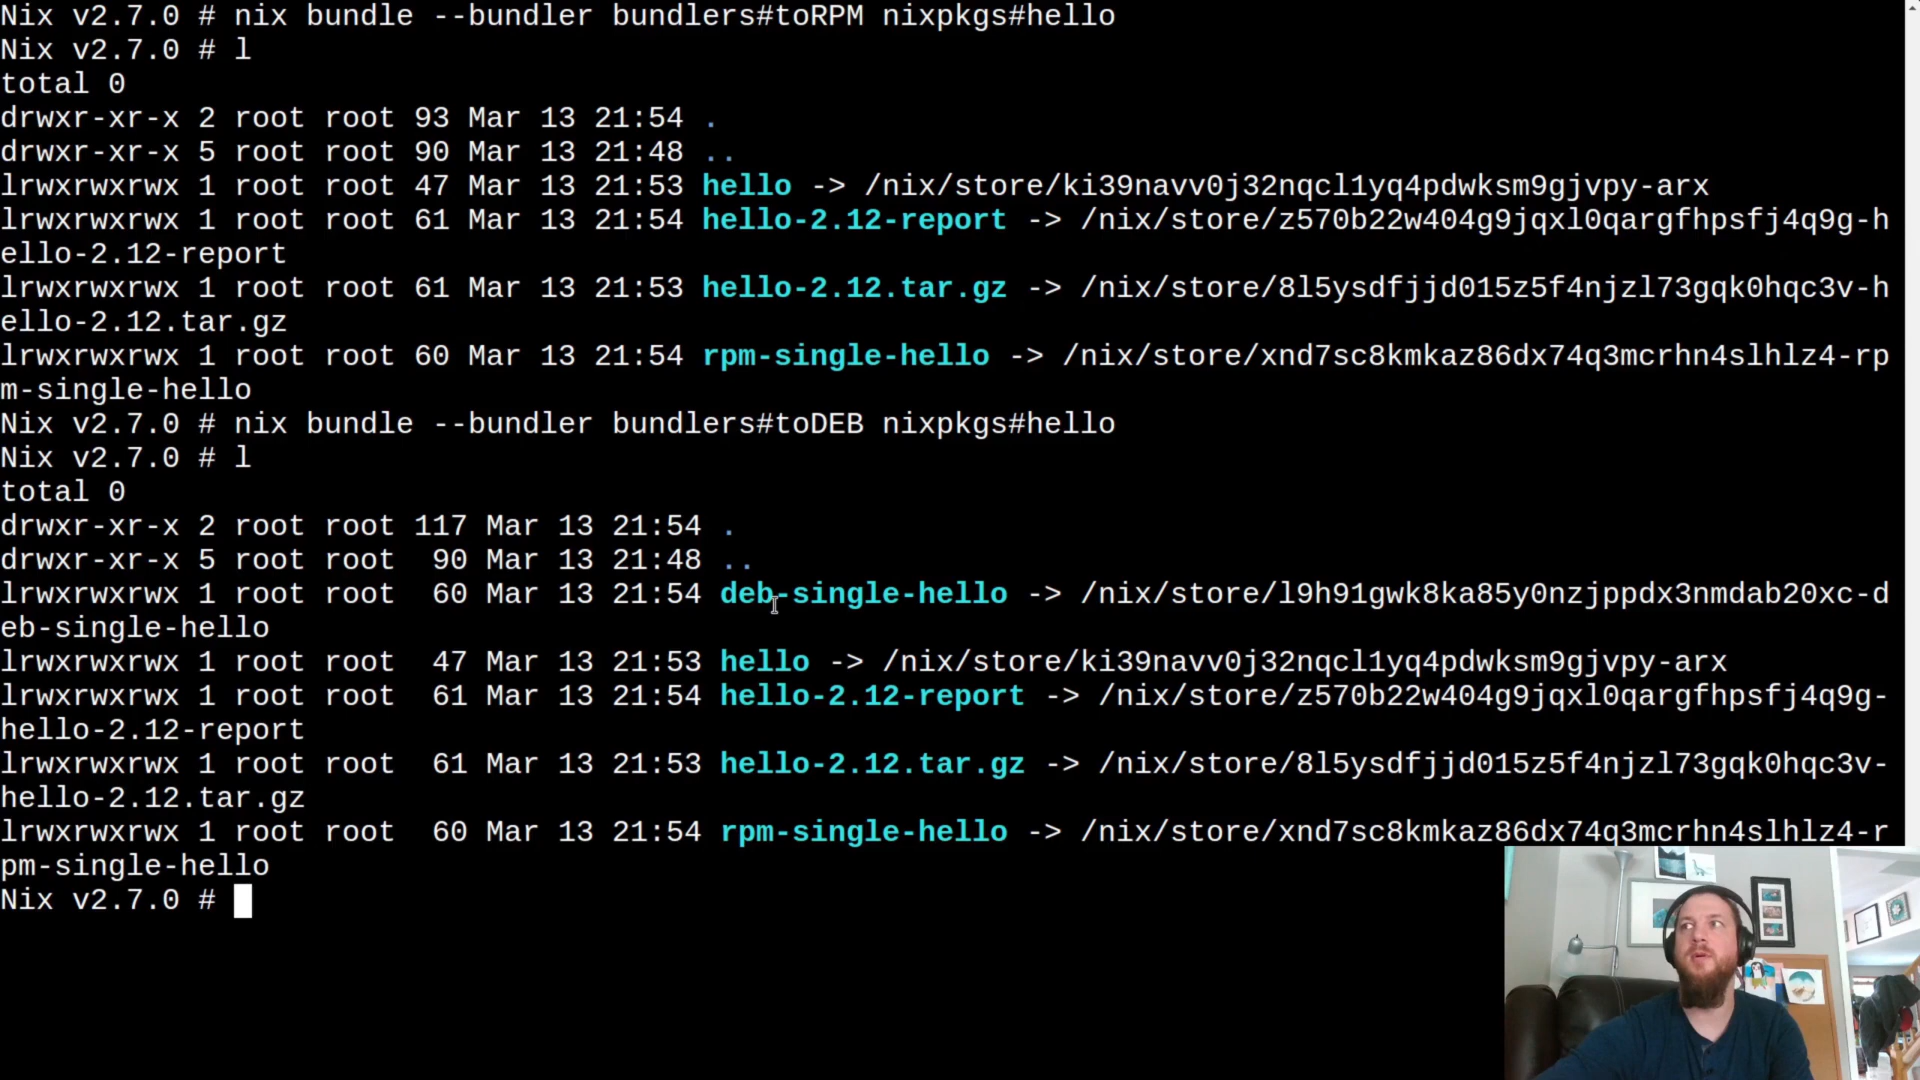 Nix v2.7.0 # nix bundle --bundler bundlers#toRPM nixpkgs#hello
Nix v2.7.0 # l
total 0
drwxr-xr-x 2 root root 93 Mar 13 21:54 .
drwxr-xr-x 5 root root 90 Mar 13 21:48 ..
lrwxrwxrwx 1 root root 47 Mar 13 21:53 hello -> /nix/store/ki39navv0j32nqcl1yq4pdwksm9gjvpy-arx
lrwxrwxrwx 1 root root 61 Mar 13 21:54 hello-2.12-report -> /nix/store/z570b22w404g9jqxl0qargfhpsfj4q9g-h
ello-2.12-report
lrwxrwxrwx 1 root root 61 Mar 13 21:53 hello-2.12.tar.gz -> /nix/store/8l5ysdfjjd015z5f4njzl73gqk0hqc3v-h
ello-2.12.tar.gz
lrwxrwxrwx 1 root root 60 Mar 13 21:54 rpm-single-hello -> /nix/store/xnd7sc8kmkaz86dx74q3mcrhn4slhlz4-rp
m-single-hello
Nix v2.7.0 # nix bundle --bundler bundlers#toDEB nixpkgs#hello
Nix v2.7.0 # l
total 0
drwxr-xr-x 2 root root 117 Mar 13 21:54 .
drwxr-xr-x 5 root root  90 Mar 13 21:48 ..
lrwxrwxrwx 1 root root  60 Mar 13 21:54 deb-single-hello -> /nix/store/l9h91gwk8ka85y0nzjppdx3nmdab20xc-d
eb-single-hello
lrwxrwxrwx 1 root root  47 Mar 13 21:53 hello -> /nix/store/ki39navv0j32nqcl1yq4pdwksm9gjvpy-arx
lrwxrwxrwx 1 root root  61 Mar 13 21:54 hello-2.12-report -> /nix/store/z570b22w404g9jqxl0qargfhpsfj4q9g-
hello-2.12-report
lrwxrwxrwx 1 root root  61 Mar 13 21:53 hello-2.12.tar.gz -> /nix/store/8l5ysdfjjd015z5f4njzl73gqk0hqc3v-
hello-2.12.tar.gz
lrwxrwxrwx 1 root root  60 Mar 13 21:54 rpm-single-hello -> /nix/store/xnd7sc8kmkaz86dx74q3mcrhn4slhlz4-r
pm-single-hello
Nix v2.7.0 #